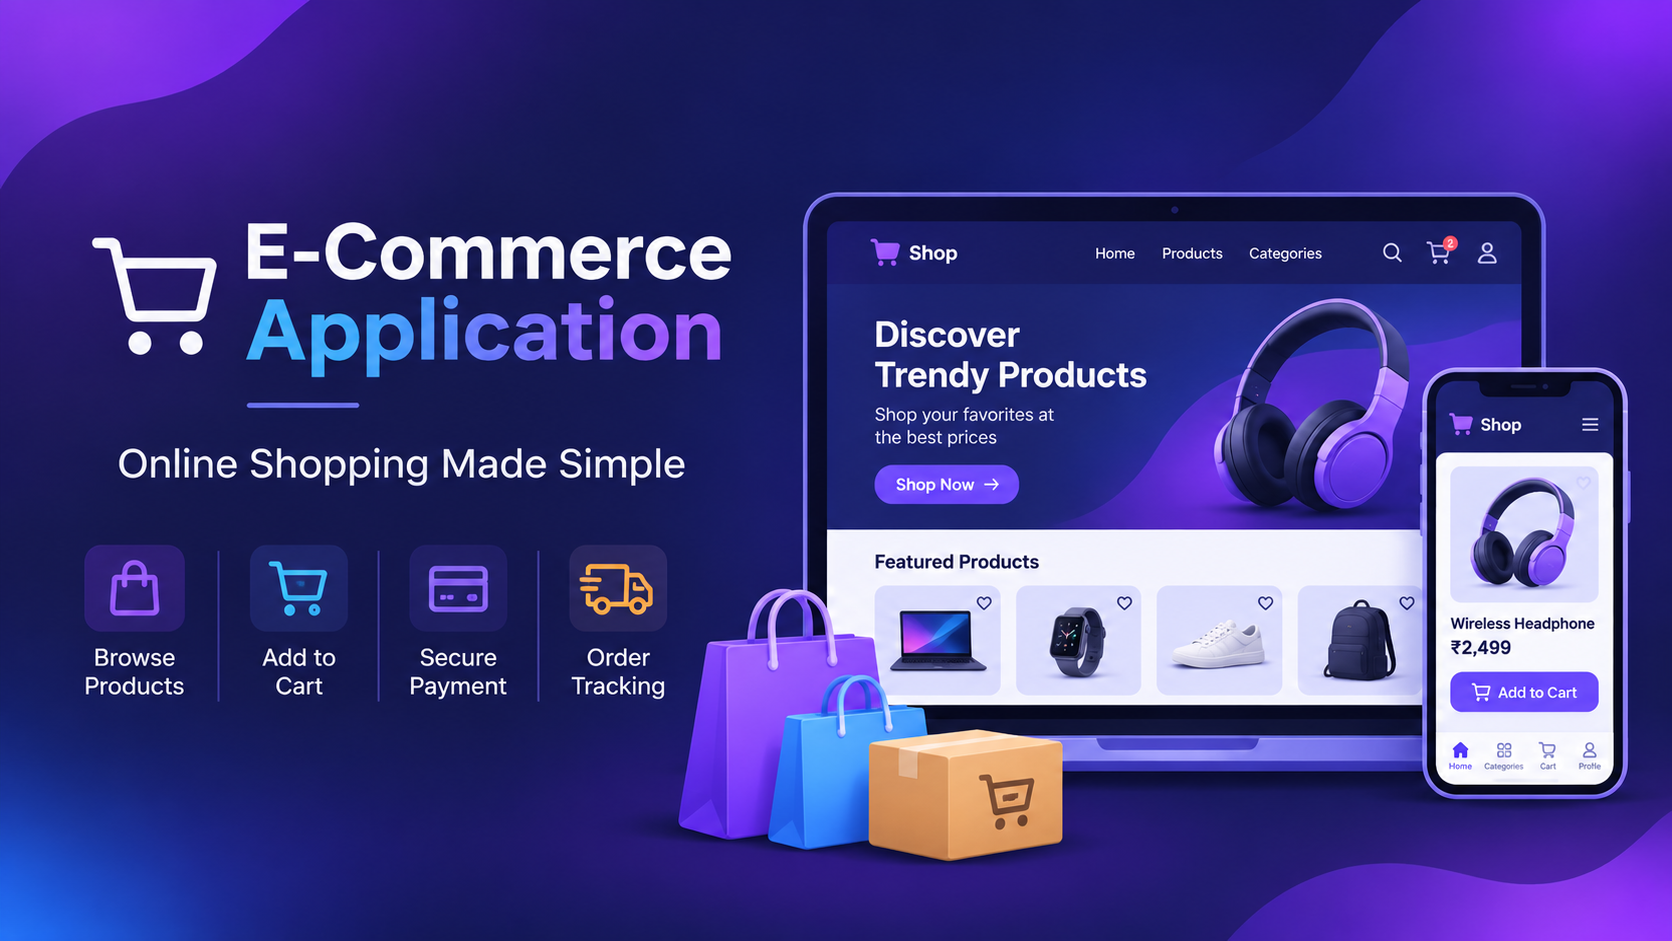 E-Commerce
Application
Online Shopping Made Simple
Browse
Products
Add to
Cart
Secure
Payment
Order
Tracking
Shop
Home
Products
Categories
2
Discover
Trendy Products
Shop your favorites at
the best prices
Shop Now →
Featured Products
Shop
Wireless Headphone
₹2,499
Add to Cart
Home
Categories
Cart
Profile